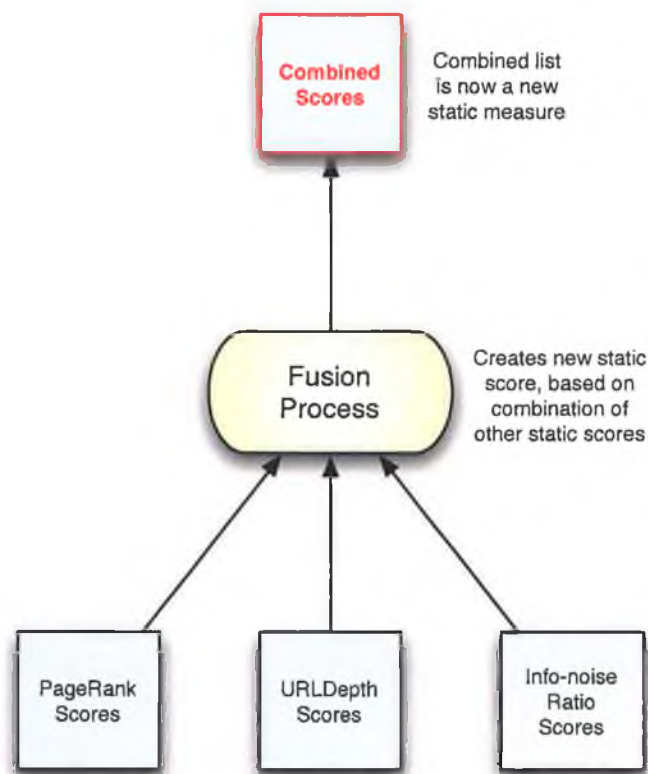 Combined
Scores
Combined list
is now a new
static measure
Fusion
Process
Creates new static
score, based on
combination of
other static scores
PageRank
Scores
URLDepth
Scores
Info-noise
Ratio
Scores